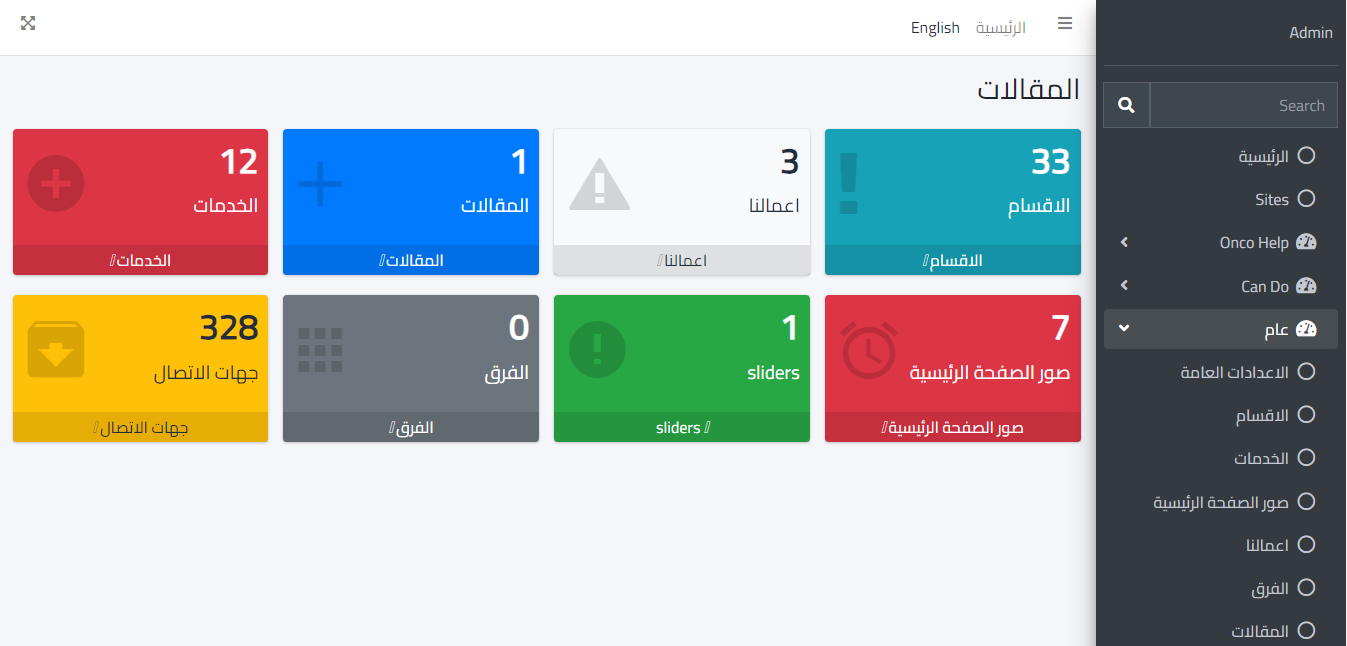 Admin
Search
الرئيسية
Sites
Onco Help
Can Do
عام
الاعدادات العامة
الاقسام
الخدمات
صور الصفحة الرئيسية
اعمالنا
الفرق
المقالات
الرئيسية English
المقالات
33
الاقسام
الاقسام
3
اعمالنا
اعمالنا
1
المقالات
المقالات
12
الخدمات
الخدمات
7
صور الصفحة الرئيسية
صور الصفحة الرئيسية
1
sliders
sliders
0
الفرق
الفرق
328
جهات الاتصال
جهات الاتصال